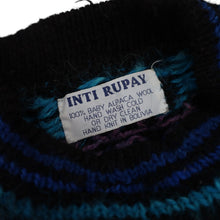 INTI RUPAY
100% BABY ALPACA WOOL
HAND WASH COLD
OR DRY CLEAN
HAND KNIT IN BOLIVIA